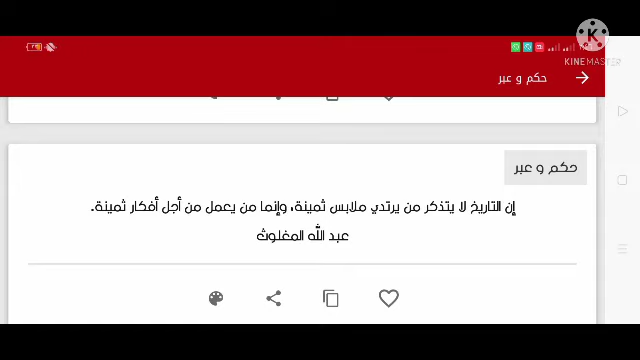 KINEMASTER
حكم و عبر
حكم و عبر
إن التاريخ لا يتذكر من يرتدي ملابس ثمينة، وإنما من يعمل من أجل أفكار ثمينة.
عبد الله المغلوث